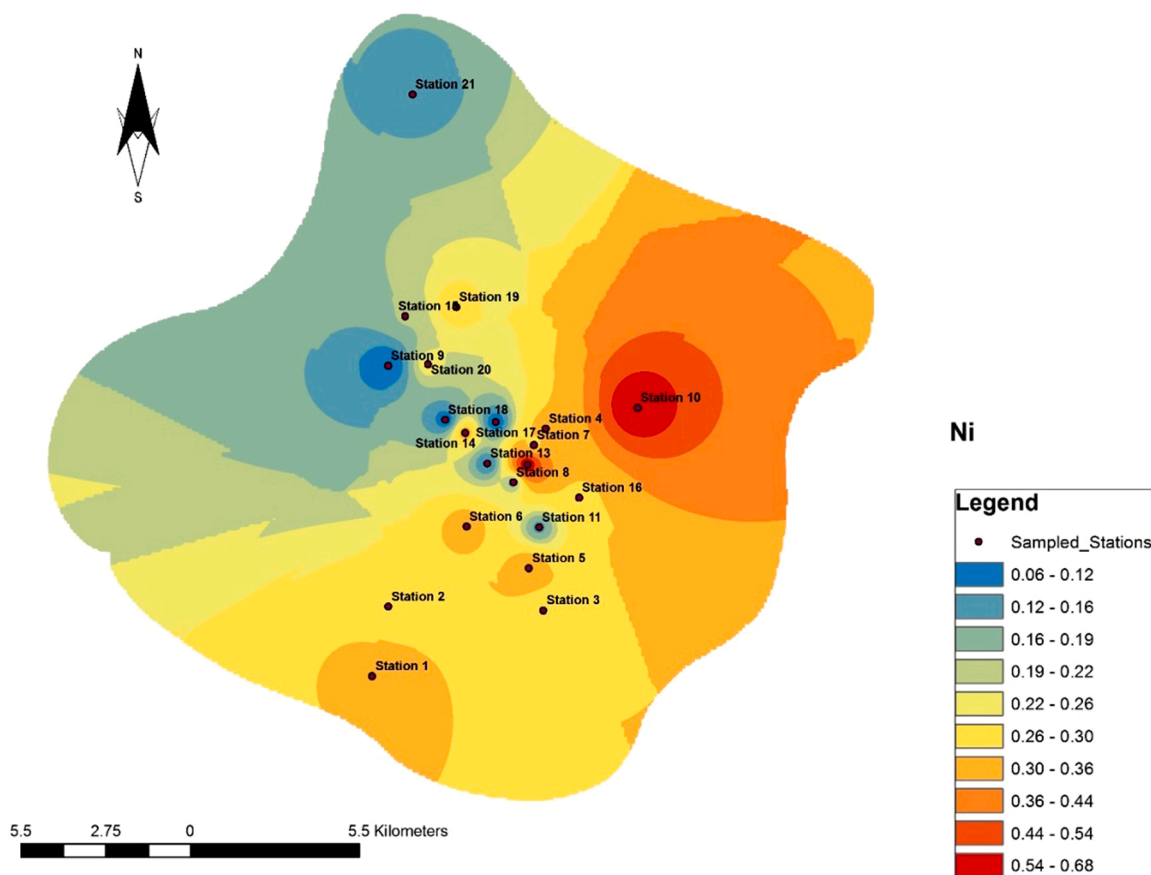 N
S
Station 21
Station 19
Station 15
Station 9
Station 20
Station 10
Station 18
Station 4
Station 17
Station 14
Station 7
Station 13
Station 8
Station 16
Station 6
Station 11
Station 5
Station 2
Station 3
Station 1
Ni
Legend
Sampled_Stations
0.06 - 0.12
0.12 - 0.16
0.16 - 0.19
0.19 - 0.22
0.22 - 0.26
0.26 - 0.30
0.30 - 0.36
0.36 - 0.44
0.44 - 0.54
0.54 - 0.68
5.5 2.75 0 5.5 Kilometers